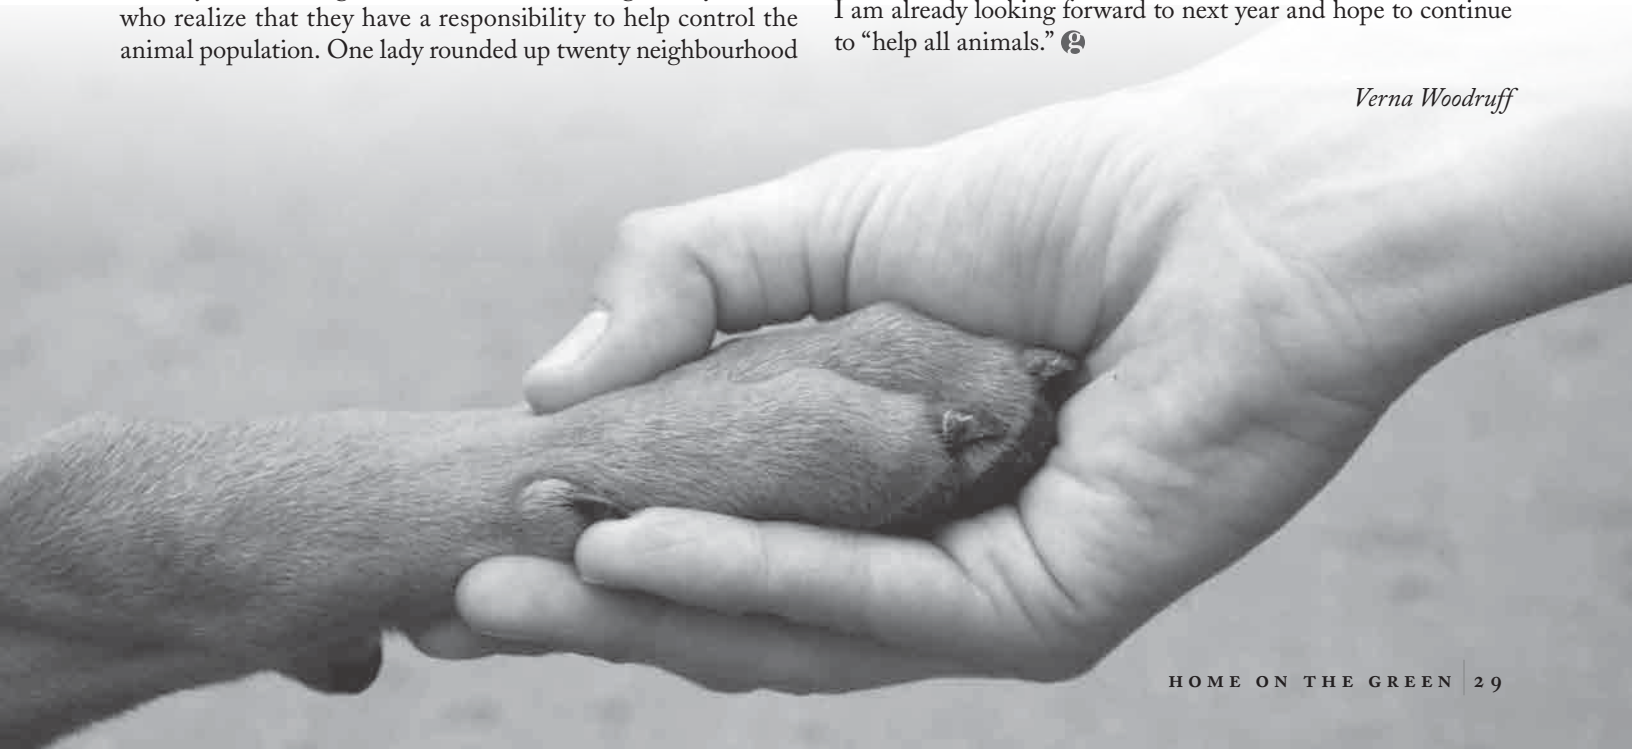 who realize that they have a responsibility to help control the
animal population. One lady rounded up twenty neighbourhood
I am already looking forward to next year and hope to continue
to “help all animals.” g
Verna Woodruff
HOME ON THE GREEN 29